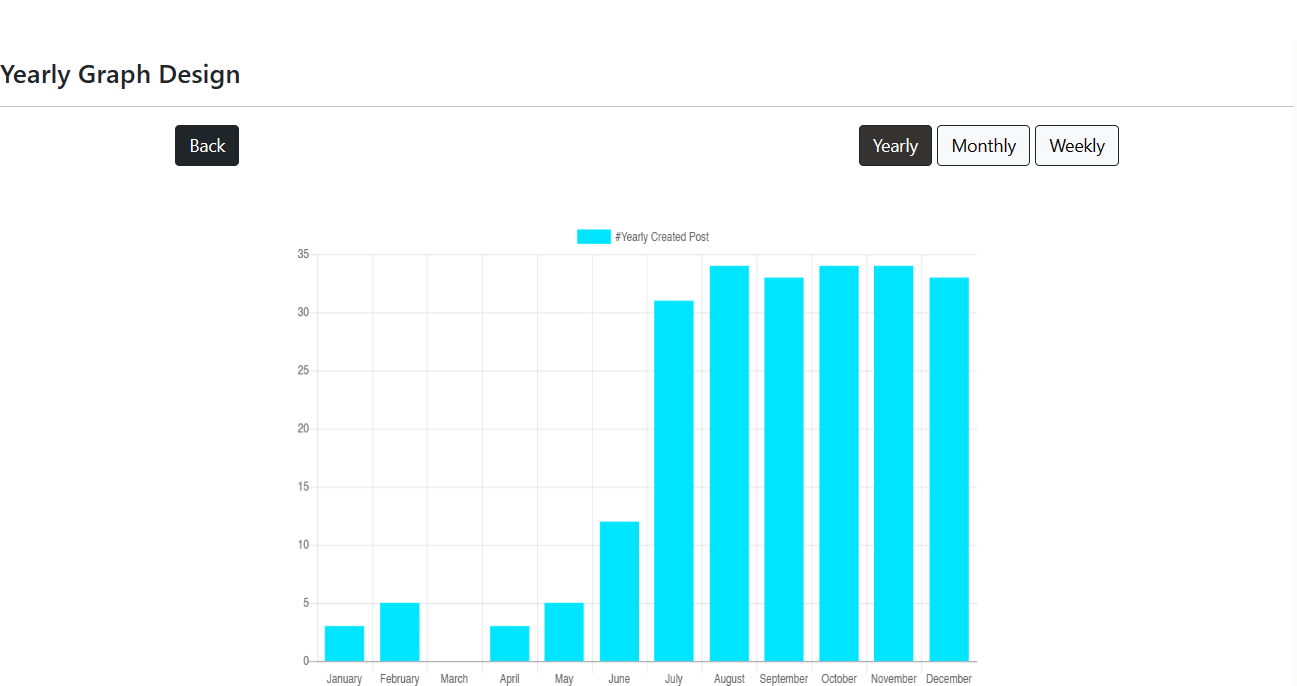 Yearly Graph Design
Back
Yearly Monthly Weekly
#Yearly Created Post
35
30
25
20
15
10
5
0
January February March April May June July August September October November December